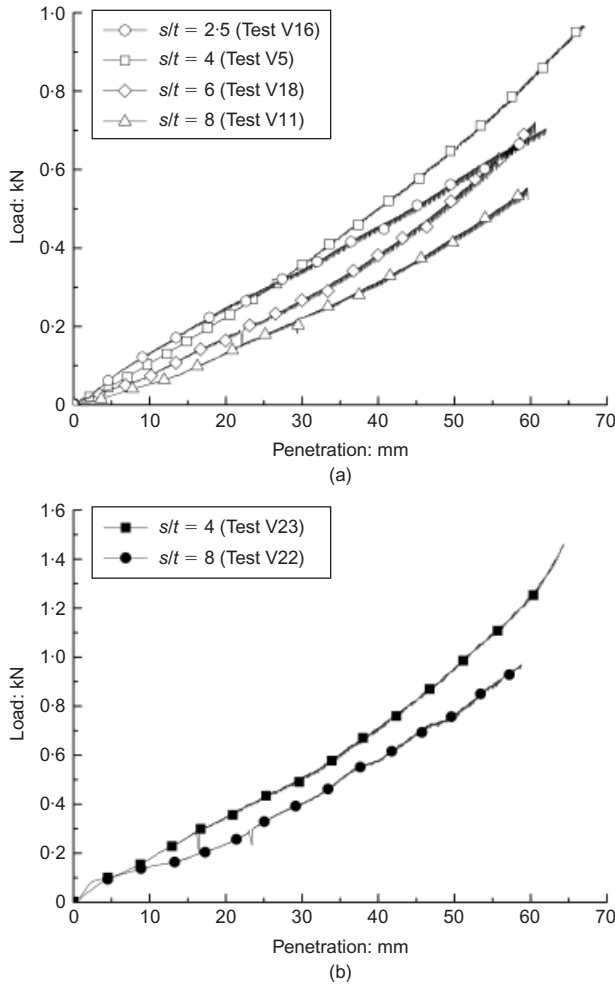 1·0
0·8
0·6
0·4
0·2
0
Load: kN
s/t = 2·5 (Test V16)
s/t = 4 (Test V5)
s/t = 6 (Test V18)
s/t = 8 (Test V11)
0 10 20 30 40 50 60 70
Penetration: mm
(a)
1·6
1·4
1·2
1·0
0·8
0·6
0·4
0·2
0
Load: kN
s/t = 4 (Test V23)
s/t = 8 (Test V22)
0 10 20 30 40 50 60 70
Penetration: mm
(b)